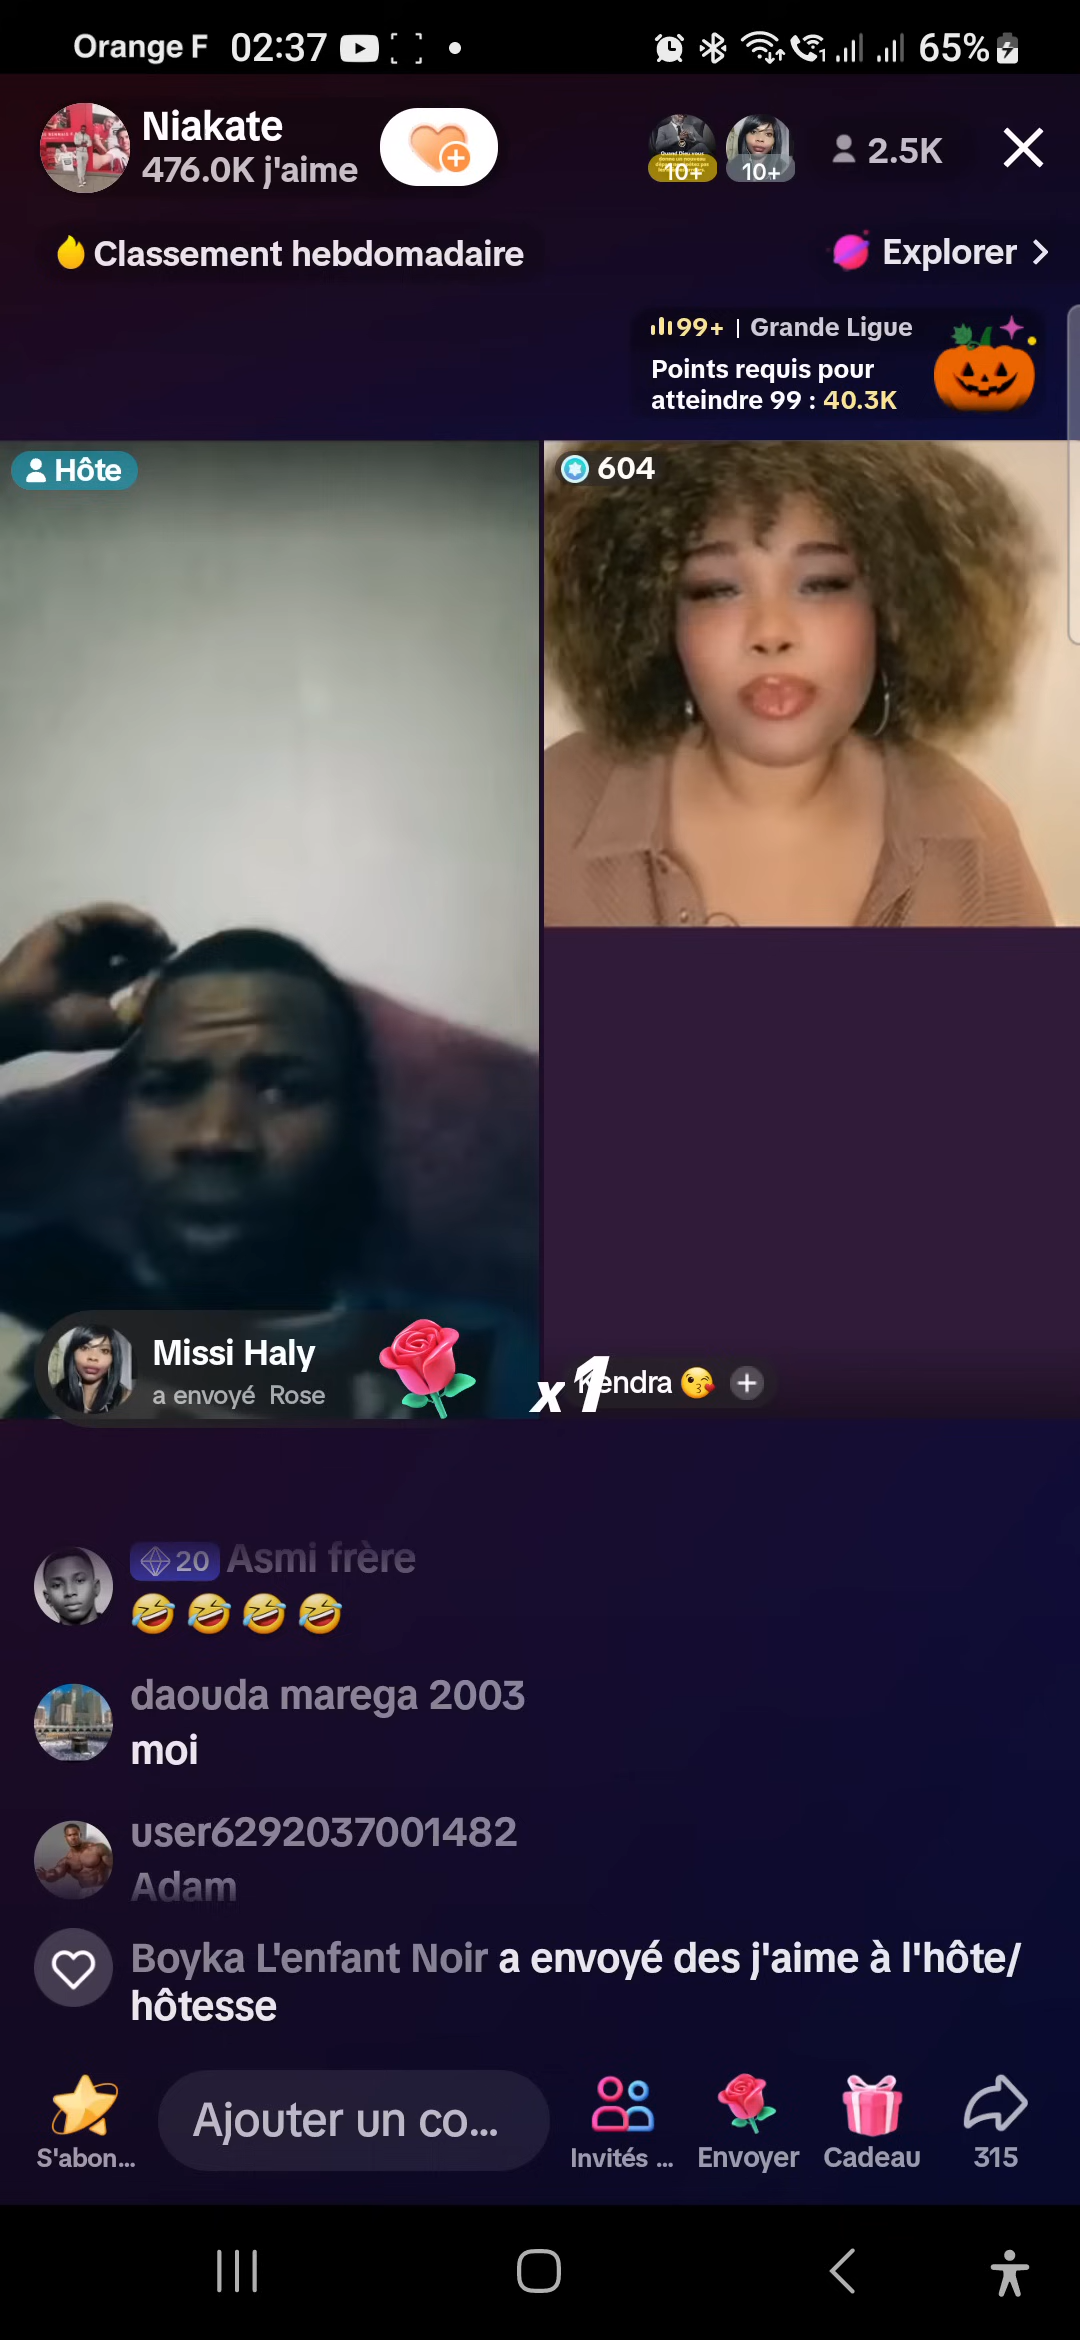 Orange F 02:37
65%
Niakate
476.0K j'aime
10+
10+
2.5K
Classement hebdomadaire
Explorer
99+ | Grande Ligue
Points requis pour
atteindre 99 : 40.3K
Hôte
604
Missi Haly
a envoyé Rose
x1
Kendra 😘 +
20 Asmi frère
🤣🤣🤣🤣
daouda marega 2003
moi
user6292037001482
Adam
Boyka L'enfant Noir a envoyé des j'aime à l'hôte/
hôtesse
S'abon...
Ajouter un co...
Invités ...
Envoyer
Cadeau
315